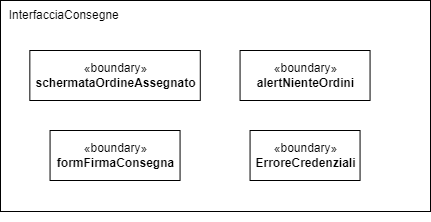 InterfacciaConsegne
«boundary»
schermataOrdineAssegnato
«boundary»
alertNienteOrdini
«boundary»
formFirmaConsegna
«boundary»
ErroreCredenziali